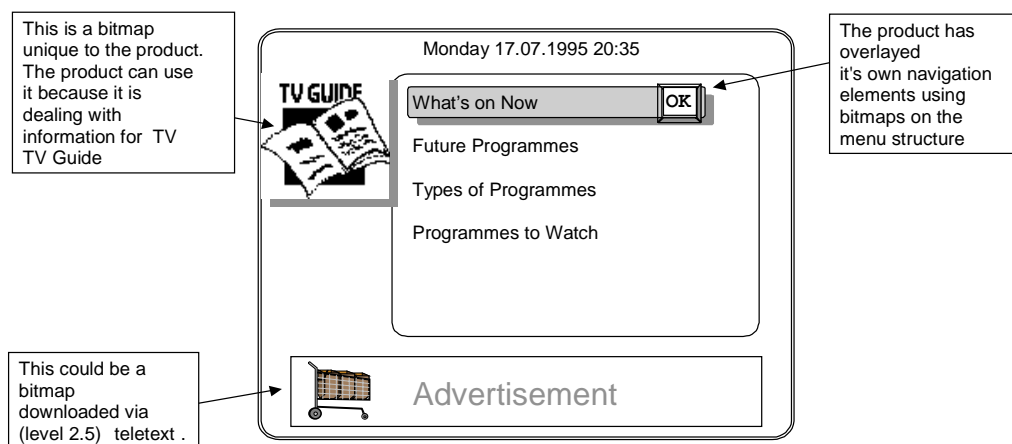 This is a bitmap
unique to the product.
The product can use
it because it is
dealing with
information for TV
TV Guide
Monday 17.07.1995 20:35
TV GUIDE
What's on Now
OK
Future Programmes
Types of Programmes
Programmes to Watch
The product has
overlayed
it's own navigation
elements using
bitmaps on the
menu structure
This could be a
bitmap
downloaded via
(level 2.5) teletext .
Advertisement